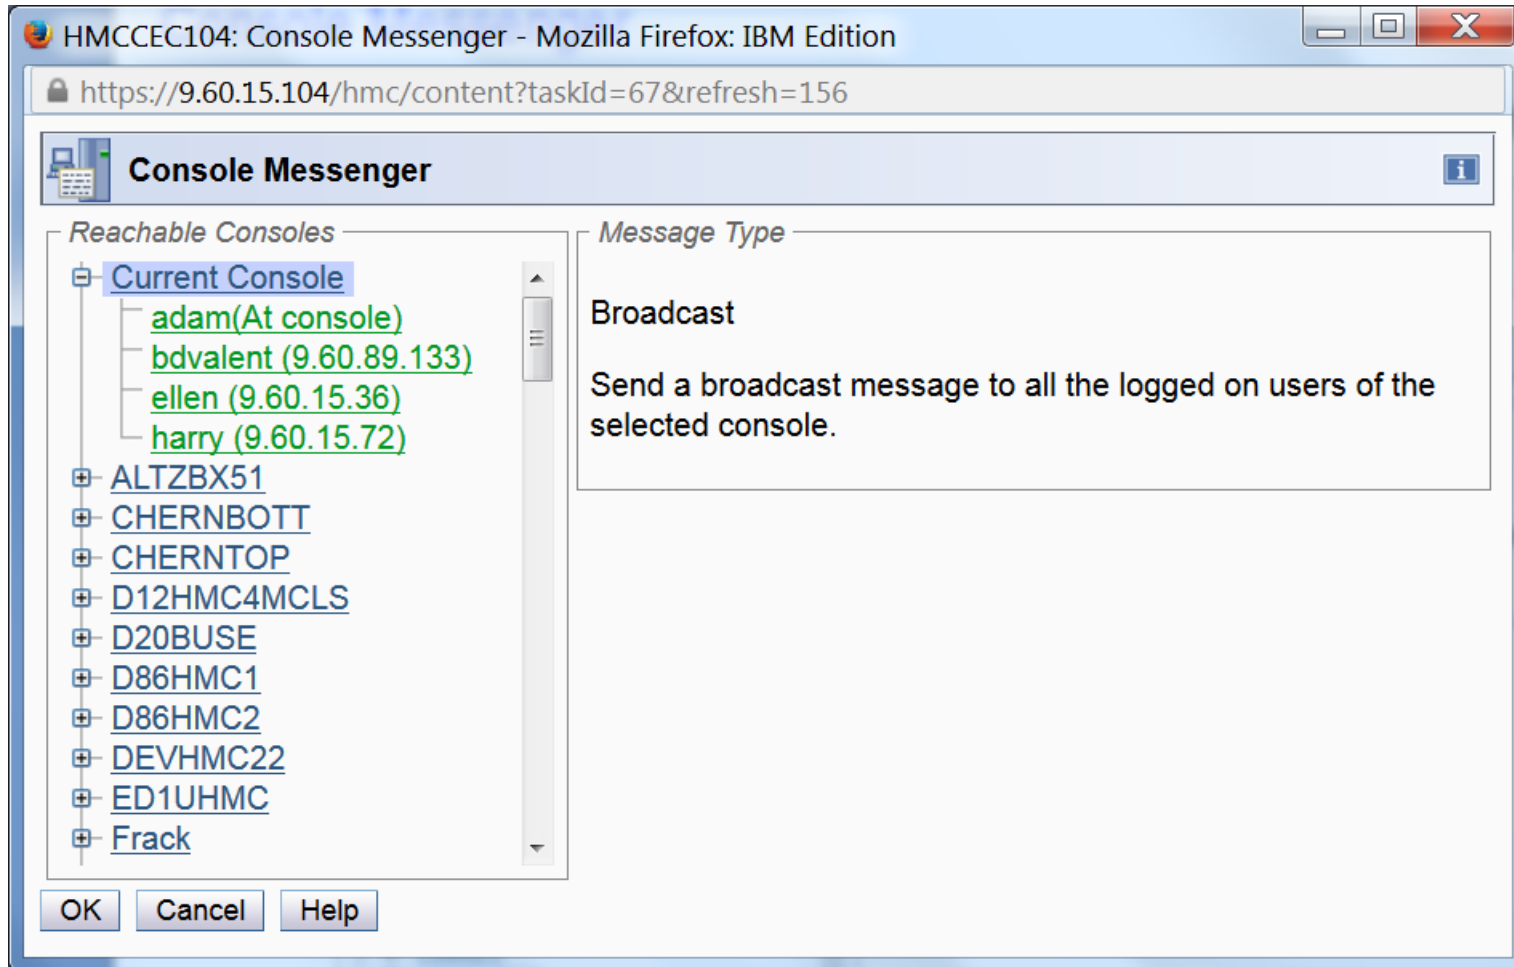 HMCCEC104: Console Messenger - Mozilla Firefox: IBM Edition
https://9.60.15.104/hmc/content?taskId=67&refresh=156
Console Messenger
Reachable Consoles
Current Console
adam(At console)
bdvalent (9.60.89.133)
ellen (9.60.15.36)
harry (9.60.15.72)
ALTZBX51
CHERNBOTT
CHERNTOP
D12HMC4MCLS
D20BUSE
D86HMC1
D86HMC2
DEVHMC22
ED1UHMC
Frack
Message Type
Broadcast
Send a broadcast message to all the logged on users of the
selected console.
OK Cancel Help